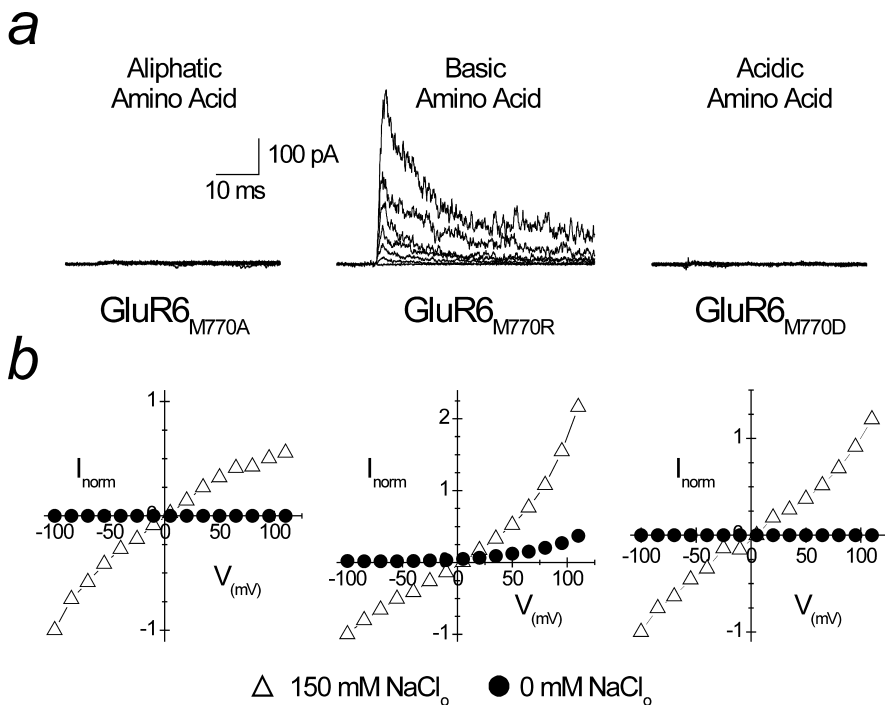 a
Aliphatic Amino Acid
Basic Amino Acid
Acidic Amino Acid
100 pA
10 ms
GluR6M770A
GluR6M770R
GluR6M770D
b
1
Inorm
0
-100 -50 0 50 100
V(mV)
-1
2
Inorm
1
-100 -50 0 50 100
V(mV)
-1
1
Inorm
0
-100 -50 0 50 100
V(mV)
-1
△ 150 mM NaClo ● 0 mM NaClo